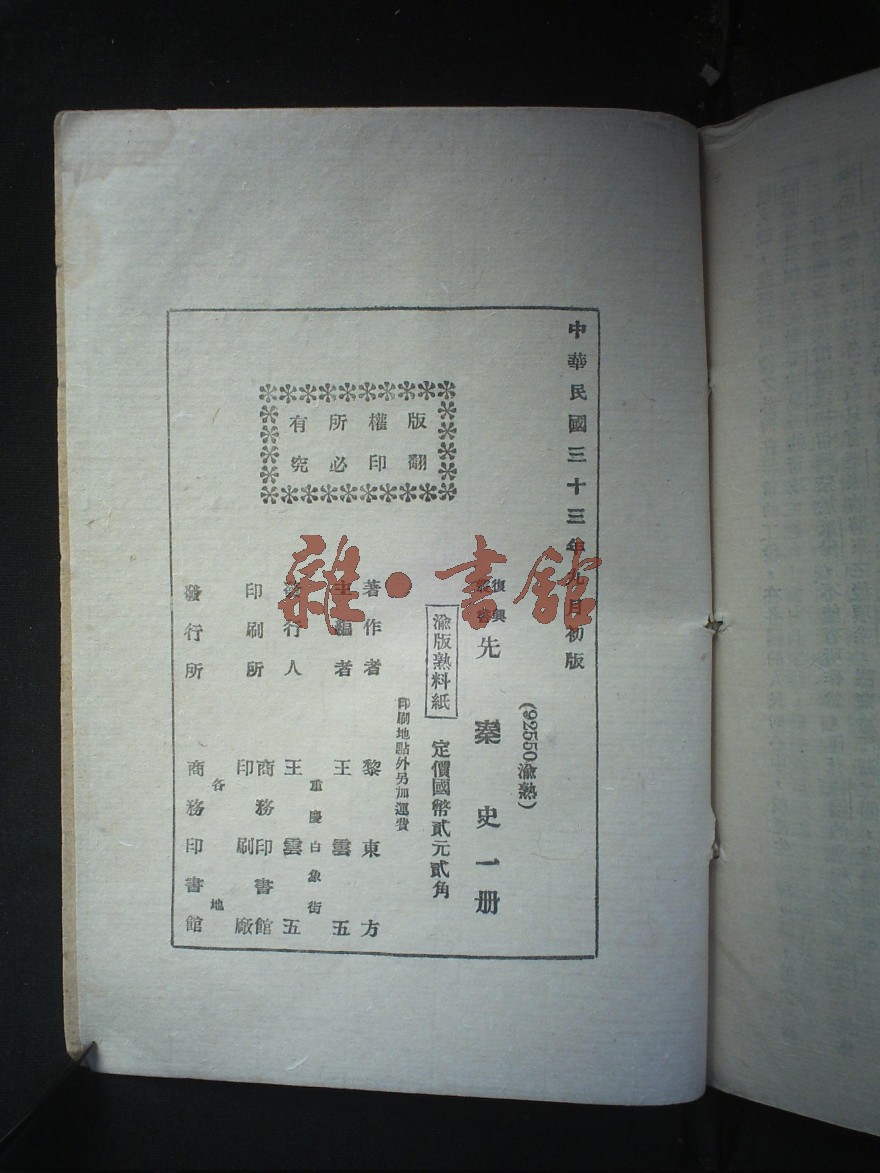 中華民國三十三年九月初版
(92550渝熟)
復興叢書
先秦史一册
渝版熟料紙
定價國幣貳元貳角
印刷地點外另加運費
著作者 黎東方
主編者 王雲五
重慶白象街
發行人 王雲五
印刷所 商務印書館印刷廠
各地
發行所 商務印書館
版權所有
翻印必究
雜·書館